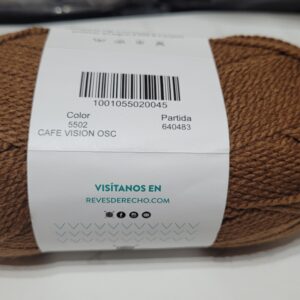 1001055020045
Color Partida
5502 640483
CAFE VISION OSC
VISÍTANOS EN
REVESDERECHO.COM